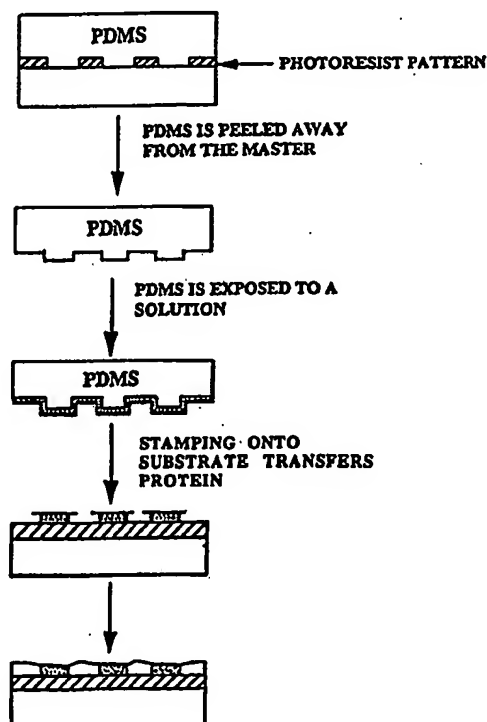 PDMS
PHOTORESIST PATTERN
PDMS IS PEELED AWAY
FROM THE MASTER
PDMS
PDMS IS EXPOSED TO A
SOLUTION
PDMS
STAMPING ONTO
SUBSTRATE TRANSFERS
PROTEIN